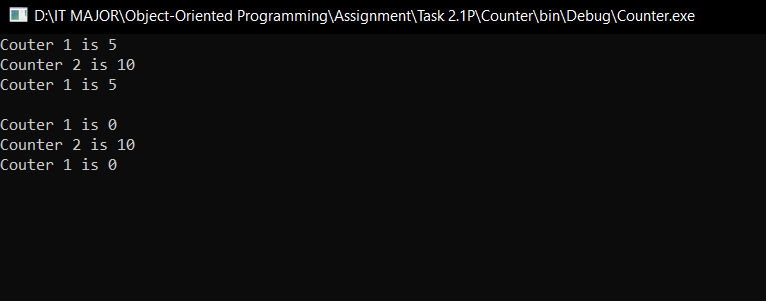 D:\IT MAJOR\Object-Oriented Programming\Assignment\Task 2.1P\Counter\bin\Debug\Counter.exe
Couter 1 is 5
Counter 2 is 10
Couter 1 is 5
Couter 1 is 0
Counter 2 is 10
Couter 1 is 0